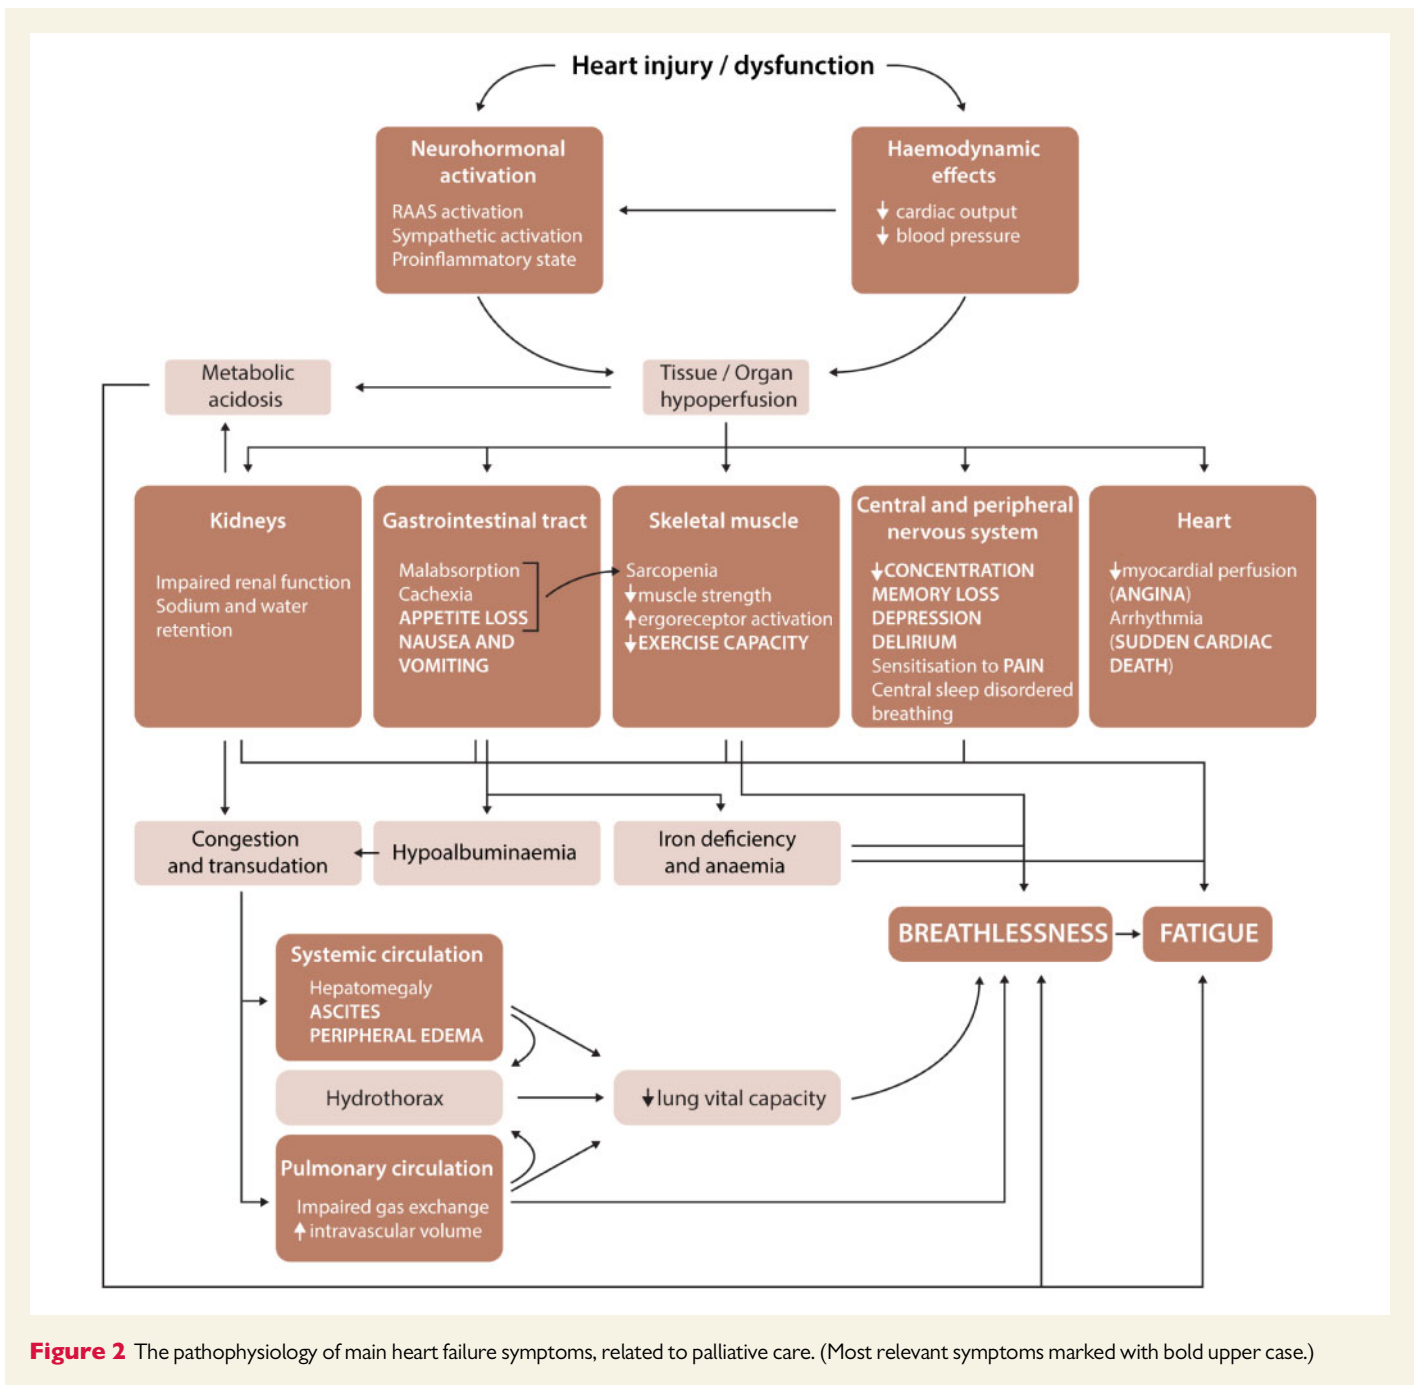 Heart injury / dysfunction
Neurohormonal
activation
RAAS activation
Sympathetic activation
Proinflammatory state
Haemodynamic
effects
↓ cardiac output
↓ blood pressure
Metabolic
acidosis
Tissue / Organ
hypoperfusion
Kidneys
Impaired renal function
Sodium and water
retention
Gastrointestinal tract
Malabsorption
Cachexia
APPETITE LOSS
NAUSEA AND
VOMITING
Skeletal muscle
Sarcopenia
↓muscle strength
↑ergoreceptor activation
↓EXERCISE CAPACITY
Central and peripheral
nervous system
↓CONCENTRATION
MEMORY LOSS
DEPRESSION
DELIRIUM
Sensitisation to PAIN
Central sleep disordered
breathing
Heart
↓myocardial perfusion
(ANGINA)
Arrhythmia
(SUDDEN CARDIAC
DEATH)
Congestion
and transudation
Hypoalbuminaemia
Iron deficiency
and anaemia
BREATHLESSNESS
FATIGUE
Systemic circulation
Hepatomegaly
ASCITES
PERIPHERAL EDEMA
Hydrothorax
↓lung vital capacity
Pulmonary circulation
Impaired gas exchange
↑intravascular volume
Figure 2 The pathophysiology of main heart failure symptoms, related to palliative care. (Most relevant symptoms marked with bold upper case.)